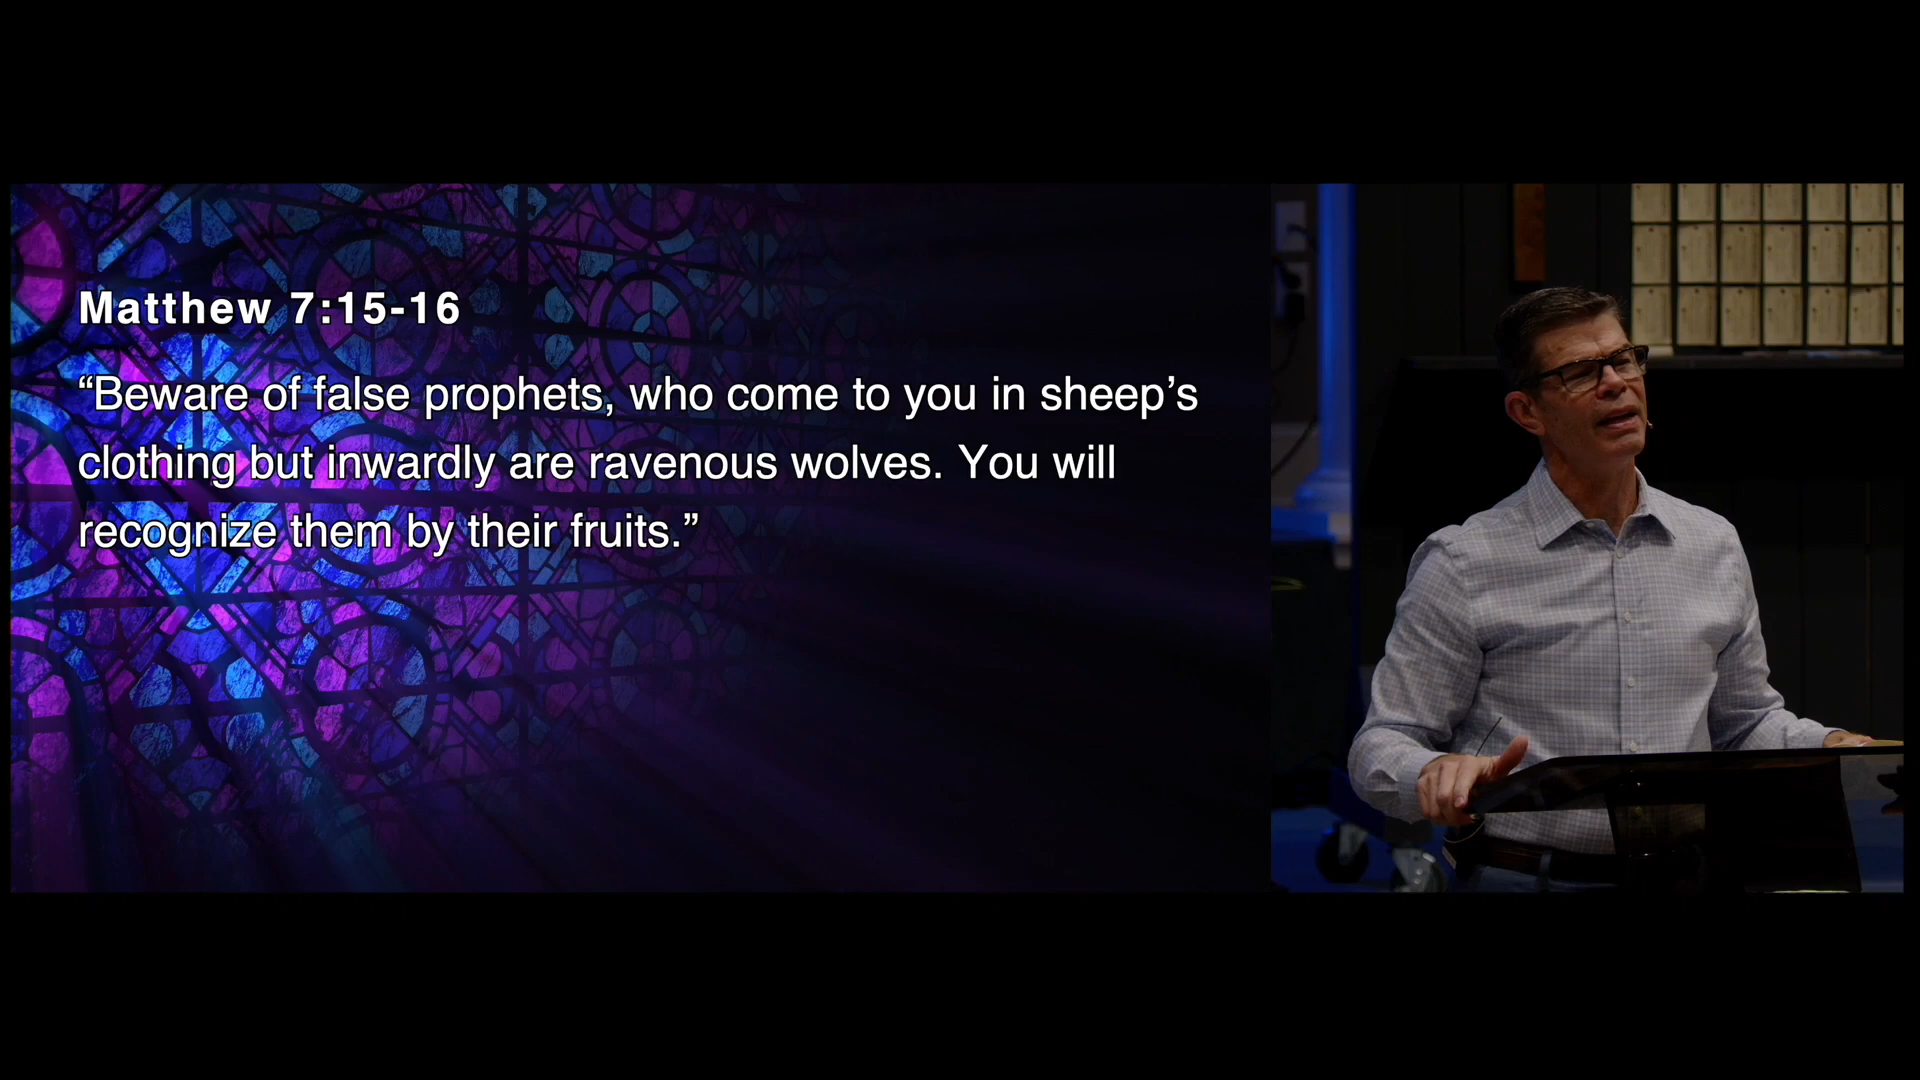 Matthew 7:15-16
“Beware of false prophets, who come to you in sheep’s
clothing but inwardly are ravenous wolves. You will
recognize them by their fruits.”